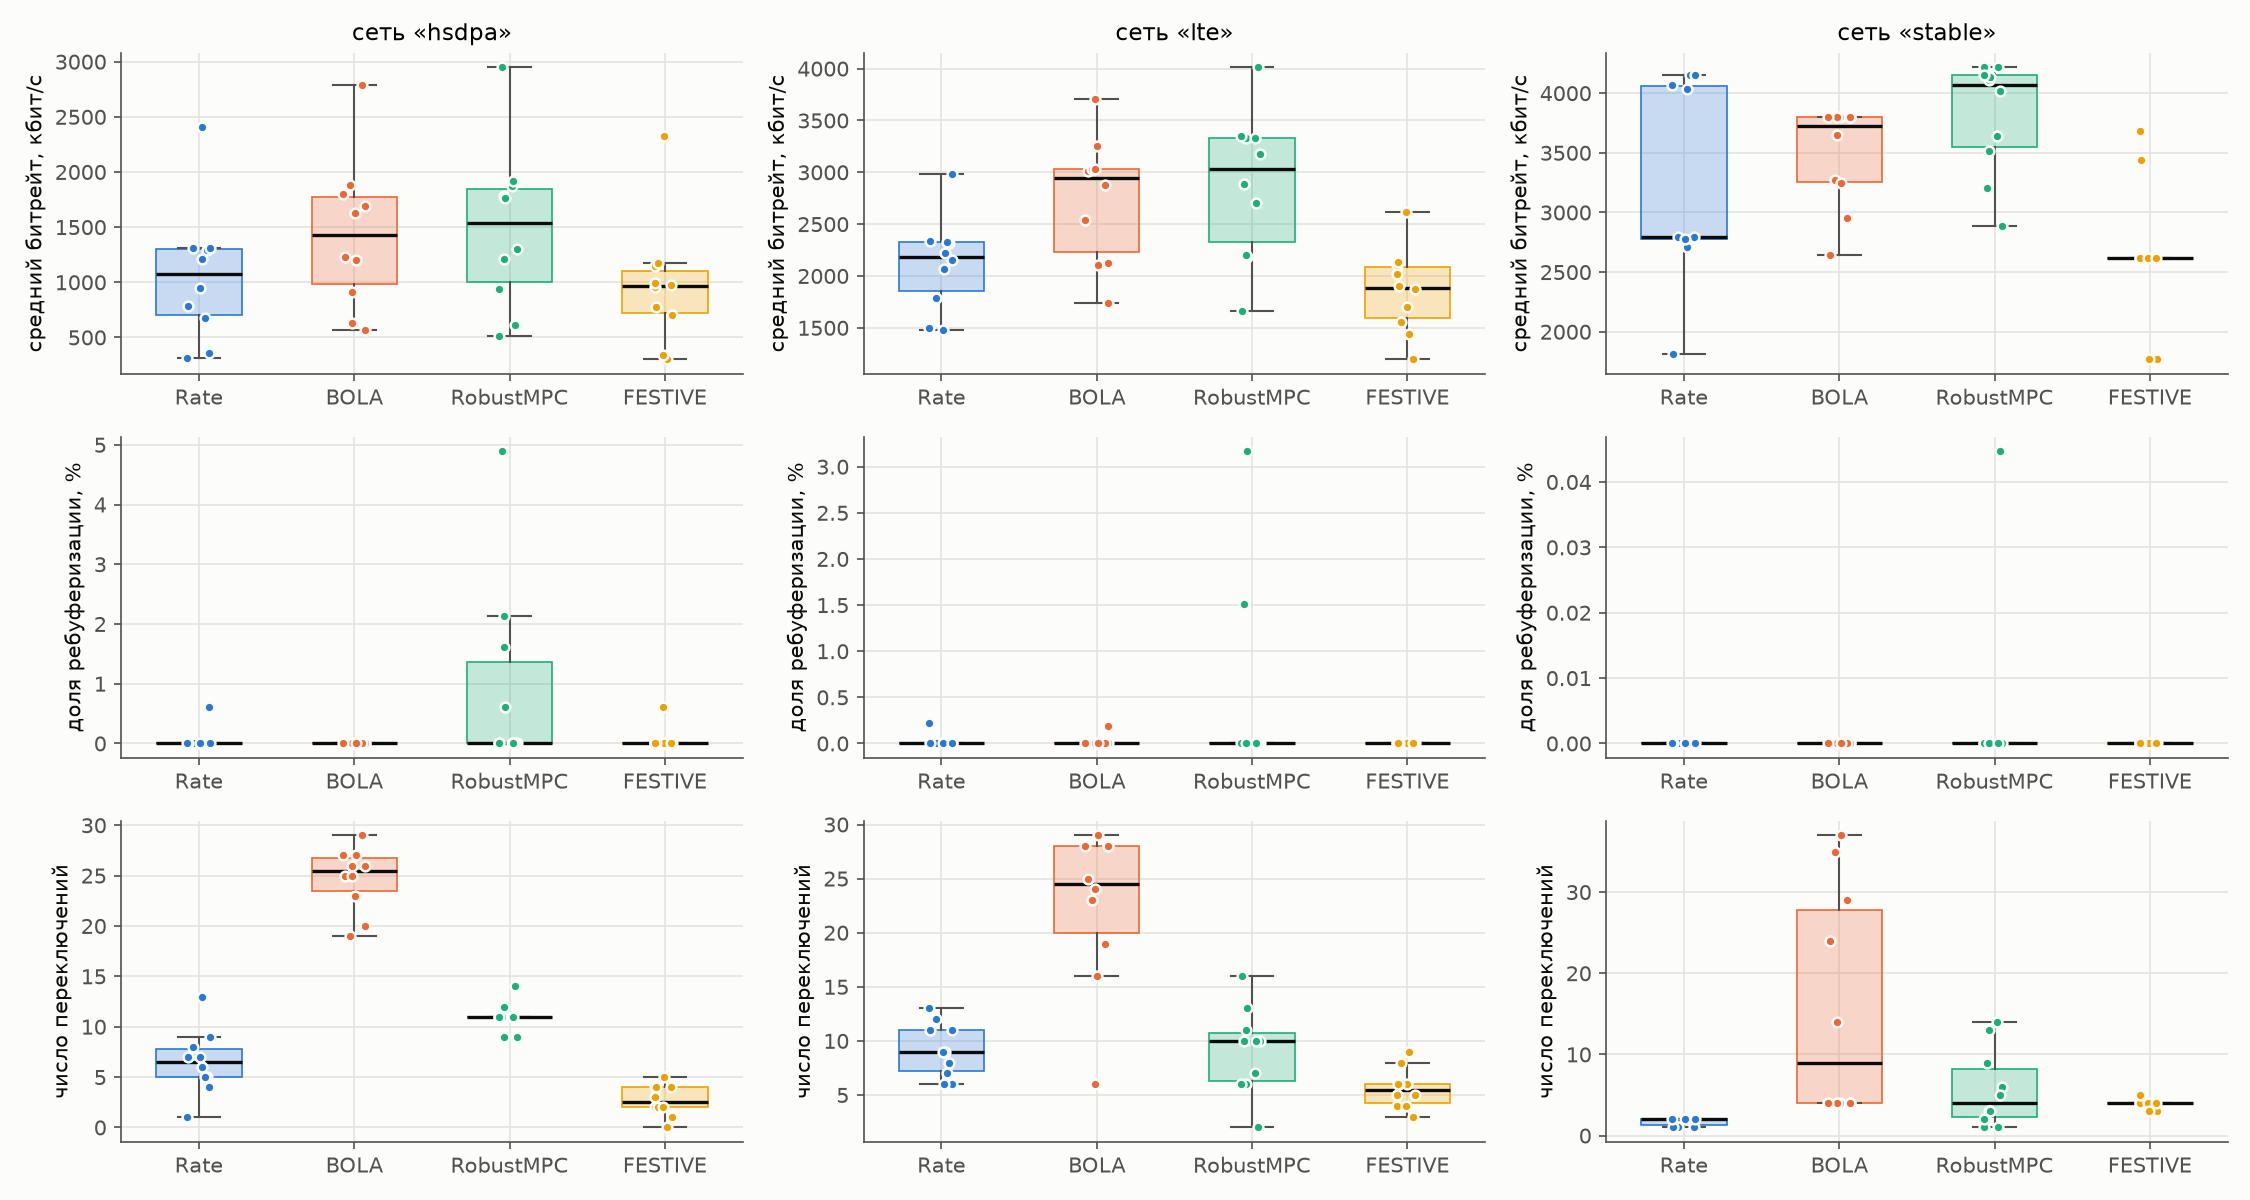 сеть «hsdpa»
сеть «lte»
сеть «stable»
средний битрейт, кбит/с
3000
2500
2000
1500
1000
500
Rate BOLA RobustMPC FESTIVE
средний битрейт, кбит/с
4000
3500
3000
2500
2000
1500
Rate BOLA RobustMPC FESTIVE
средний битрейт, кбит/с
4000
3500
3000
2500
2000
Rate BOLA RobustMPC FESTIVE
доля ребуферизации, %
5
4
3
2
1
0
Rate BOLA RobustMPC FESTIVE
доля ребуферизации, %
3.0
2.5
2.0
1.5
1.0
0.5
0.0
Rate BOLA RobustMPC FESTIVE
доля ребуферизации, %
0.04
0.03
0.02
0.01
0.00
Rate BOLA RobustMPC FESTIVE
число переключений
30
25
20
15
10
5
0
Rate BOLA RobustMPC FESTIVE
число переключений
30
25
20
15
10
5
Rate BOLA RobustMPC FESTIVE
число переключений
30
20
10
0
Rate BOLA RobustMPC FESTIVE